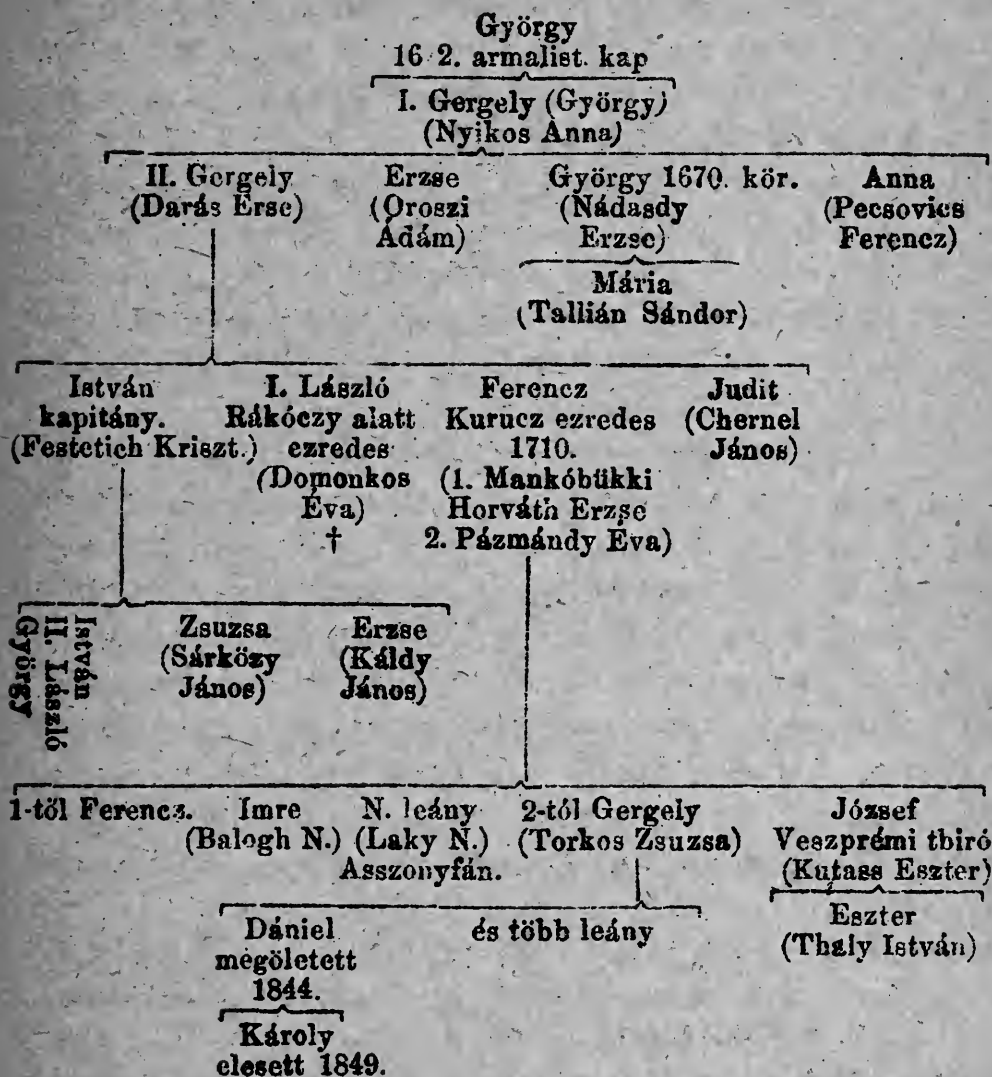 György
16 2. armalist. kap
I. Gergely (György)
(Nyikos Anna)
II. Gergely Erzse György 1670. kör. Anna
(Darás Erse) (Oroszi (Nádasdy (Pecsovics
Ádám) Erzse) Ferencz)
Mária
(Tallián Sándor)
István I. László Ferencz Judit
kapitány. Rákóczy alatt Kurucz ezredes (Chernel
(Festetich Kriszt.) ezredes 1710. János)
(Domonkos (1. Mankóbükki
Éva) Horváth Erzse
† 2. Pázmándy Éva)
István
II. László
György
Zsuzsa Erzse
(Sárközy (Káldy
János) János)
1-től Ferencz. Imre N. leány 2-tól Gergely József
(Balogh N.) (Laky N.) (Torkos Zsuzsa) Veszprémi tbiró
Asszonyfán. (Kutass Eszter)
Dániel és több leány Eszter
megöletett (Thaly István)
1844.
Károly
elesett 1849.